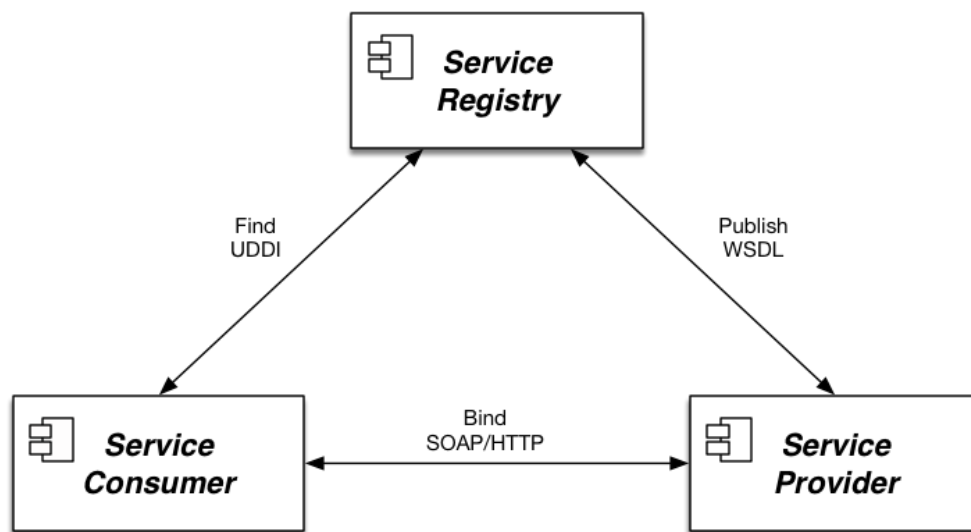 Service
Registry
Find
UDDI
Publish
WSDL
Service
Consumer
Bind
SOAP/HTTP
Service
Provider